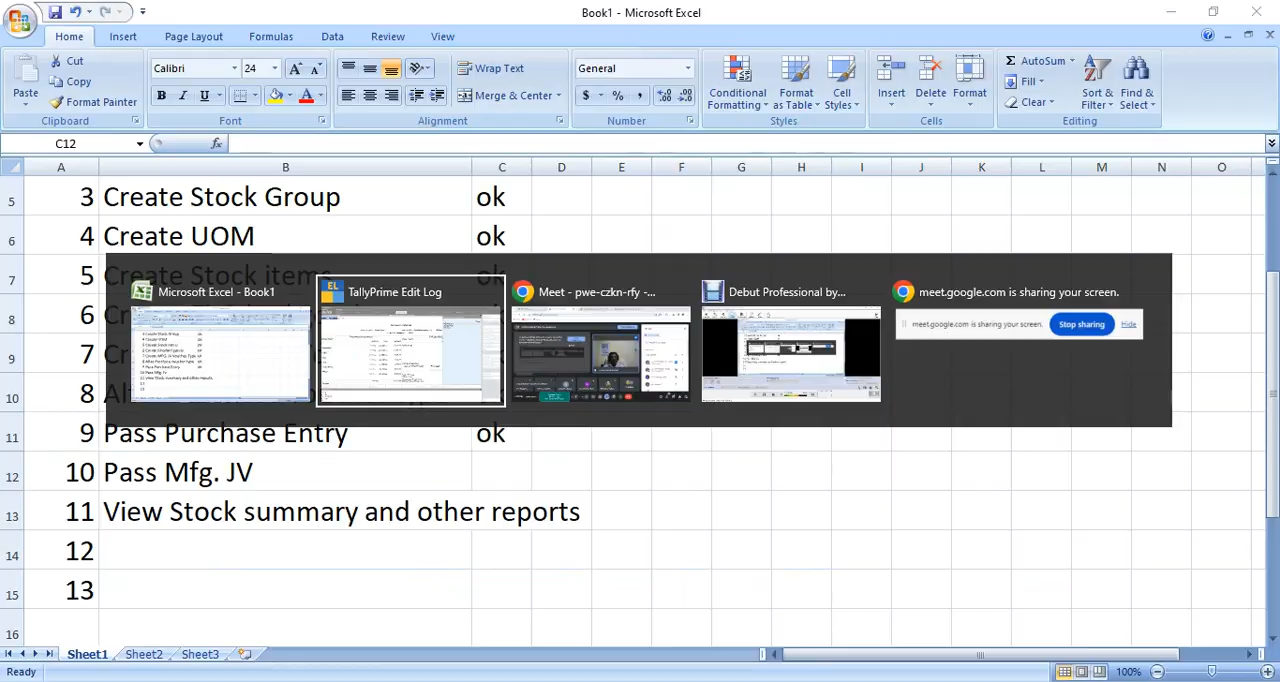 Book1 - Microsoft Excel
Home Insert Page Layout Formulas Data Review View
Paste
Cut
Copy
Format Painter
Clipboard
Calibri 24
B I U
Font
Wrap Text
Merge & Center
Alignment
General
$ % ,
Number
Conditional Formatting
Format as Table
Cell Styles
Styles
Insert Delete Format
Cells
Σ AutoSum
Fill
Clear
Sort & Filter
Find & Select
Editing
C12 fx
A B C D E F G H I J K L M N O
5 3 Create Stock Group ok
6 4 Create UOM ok
7 5 Create Stock items
8 6
9 7
10 8
11 9 Pass Purchase Entry ok
12 10 Pass Mfg. JV
13 11 View Stock summary and other reports
14 12
15 13
16
Microsoft Excel - Book1
EL TallyPrime Edit Log
Meet - pwe-czkn-rfy -...
Debut Professional by...
meet.google.com is sharing your screen.
meet.google.com is sharing your screen. Stop sharing Hide
Sheet1 Sheet2 Sheet3
Ready 100%